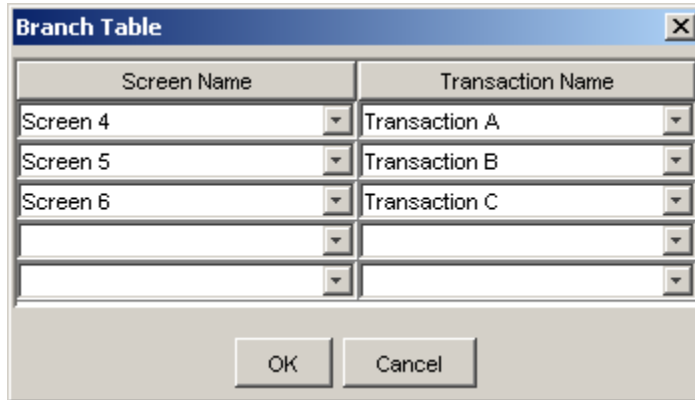 Branch Table
Screen Name Transaction Name
Screen 4 Transaction A
Screen 5 Transaction B
Screen 6 Transaction C
OK Cancel